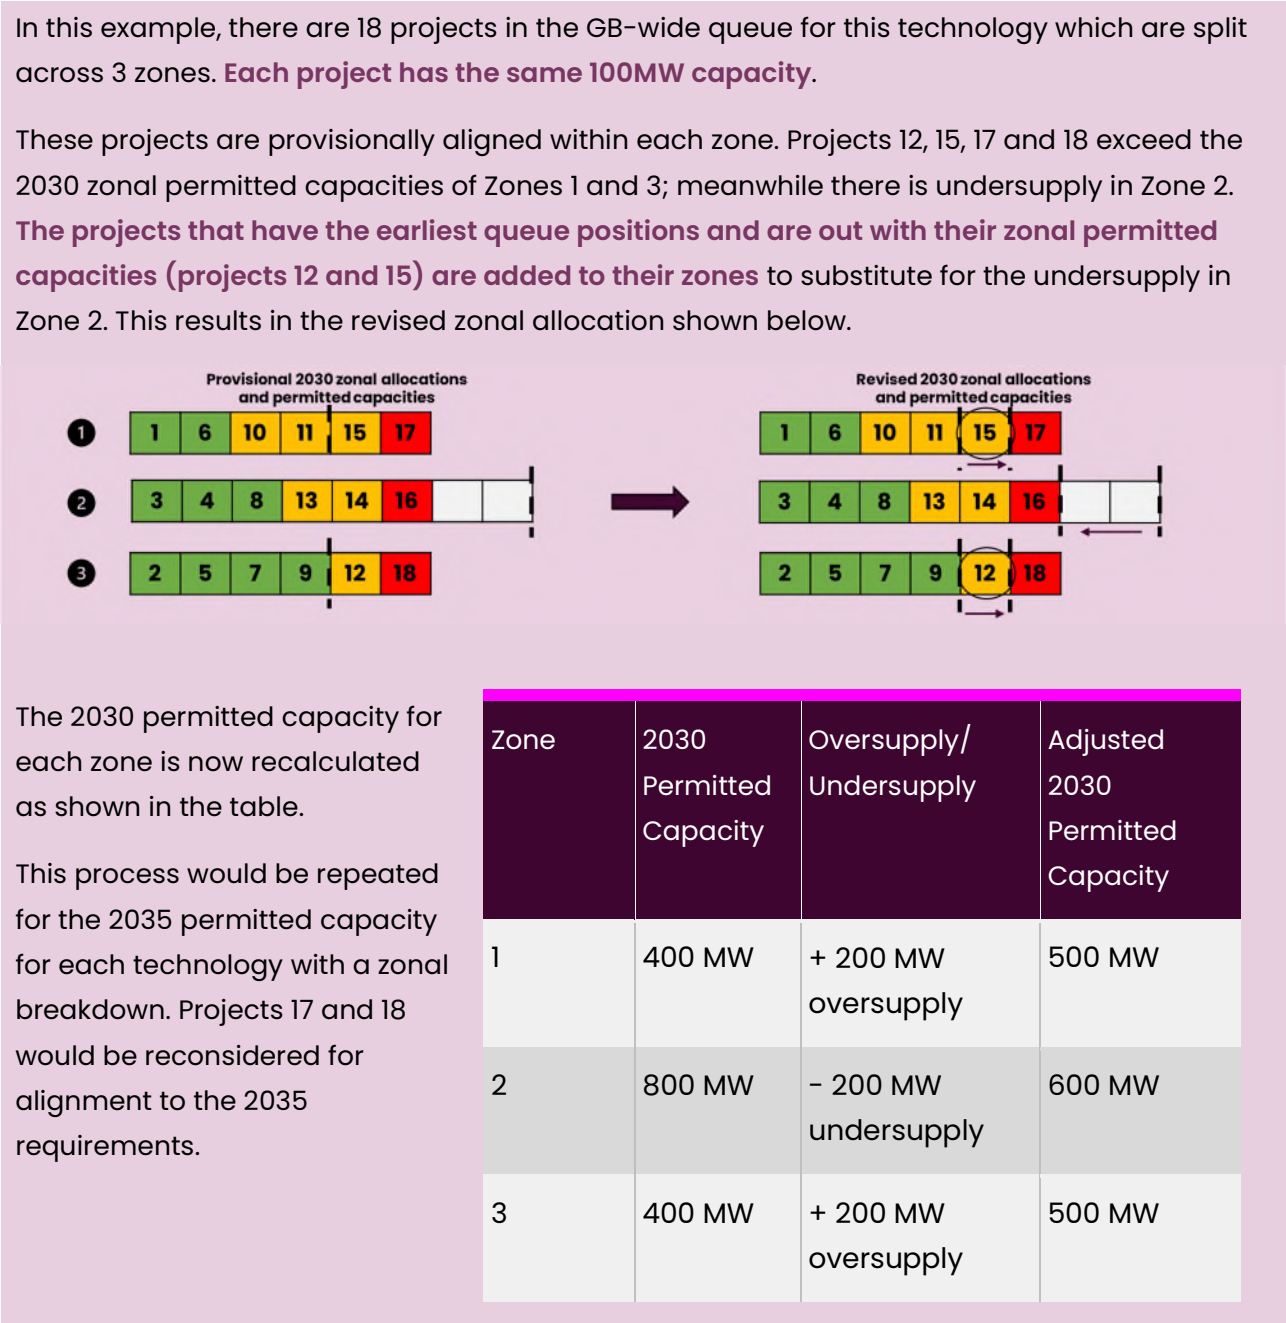 In this example, there are 18 projects in the GB-wide queue for this technology which are split
across 3 zones. Each project has the same 100MW capacity.
These projects are provisionally aligned within each zone. Projects 12, 15, 17 and 18 exceed the
2030 zonal permitted capacities of Zones 1 and 3; meanwhile there is undersupply in Zone 2.
The projects that have the earliest queue positions and are out with their zonal permitted
capacities (projects 12 and 15) are added to their zones to substitute for the undersupply in
Zone 2. This results in the revised zonal allocation shown below.
Provisional 2030 zonal allocations
and permitted capacities
1 1 6 10 11 15 17
2 3 4 8 13 14 16
3 2 5 7 9 12 18
Revised 2030 zonal allocations
and permitted capacities
1 6 10 11 15 17
3 4 8 13 14 16
2 5 7 9 12 18
The 2030 permitted capacity for
each zone is now recalculated
as shown in the table.
This process would be repeated
for the 2035 permitted capacity
for each technology with a zonal
breakdown. Projects 17 and 18
would be reconsidered for
alignment to the 2035
requirements.
Zone
2030
Permitted
Capacity
Oversupply/
Undersupply
Adjusted
2030
Permitted
Capacity
1
400 MW
+ 200 MW
oversupply
500 MW
2
800 MW
- 200 MW
undersupply
600 MW
3
400 MW
+ 200 MW
oversupply
500 MW